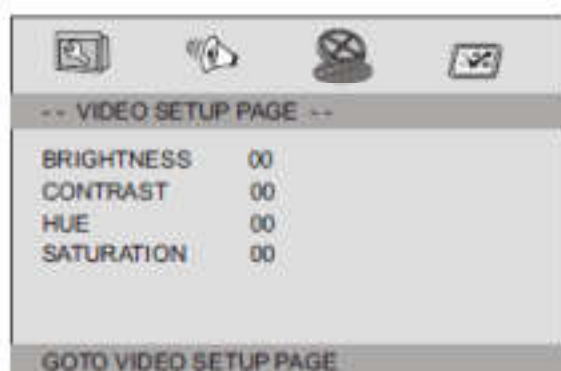 -- VIDEO SETUP PAGE --
BRIGHTNESS 00
CONTRAST 00
HUE 00
SATURATION 00
GOTO VIDEO SETUP PAGE